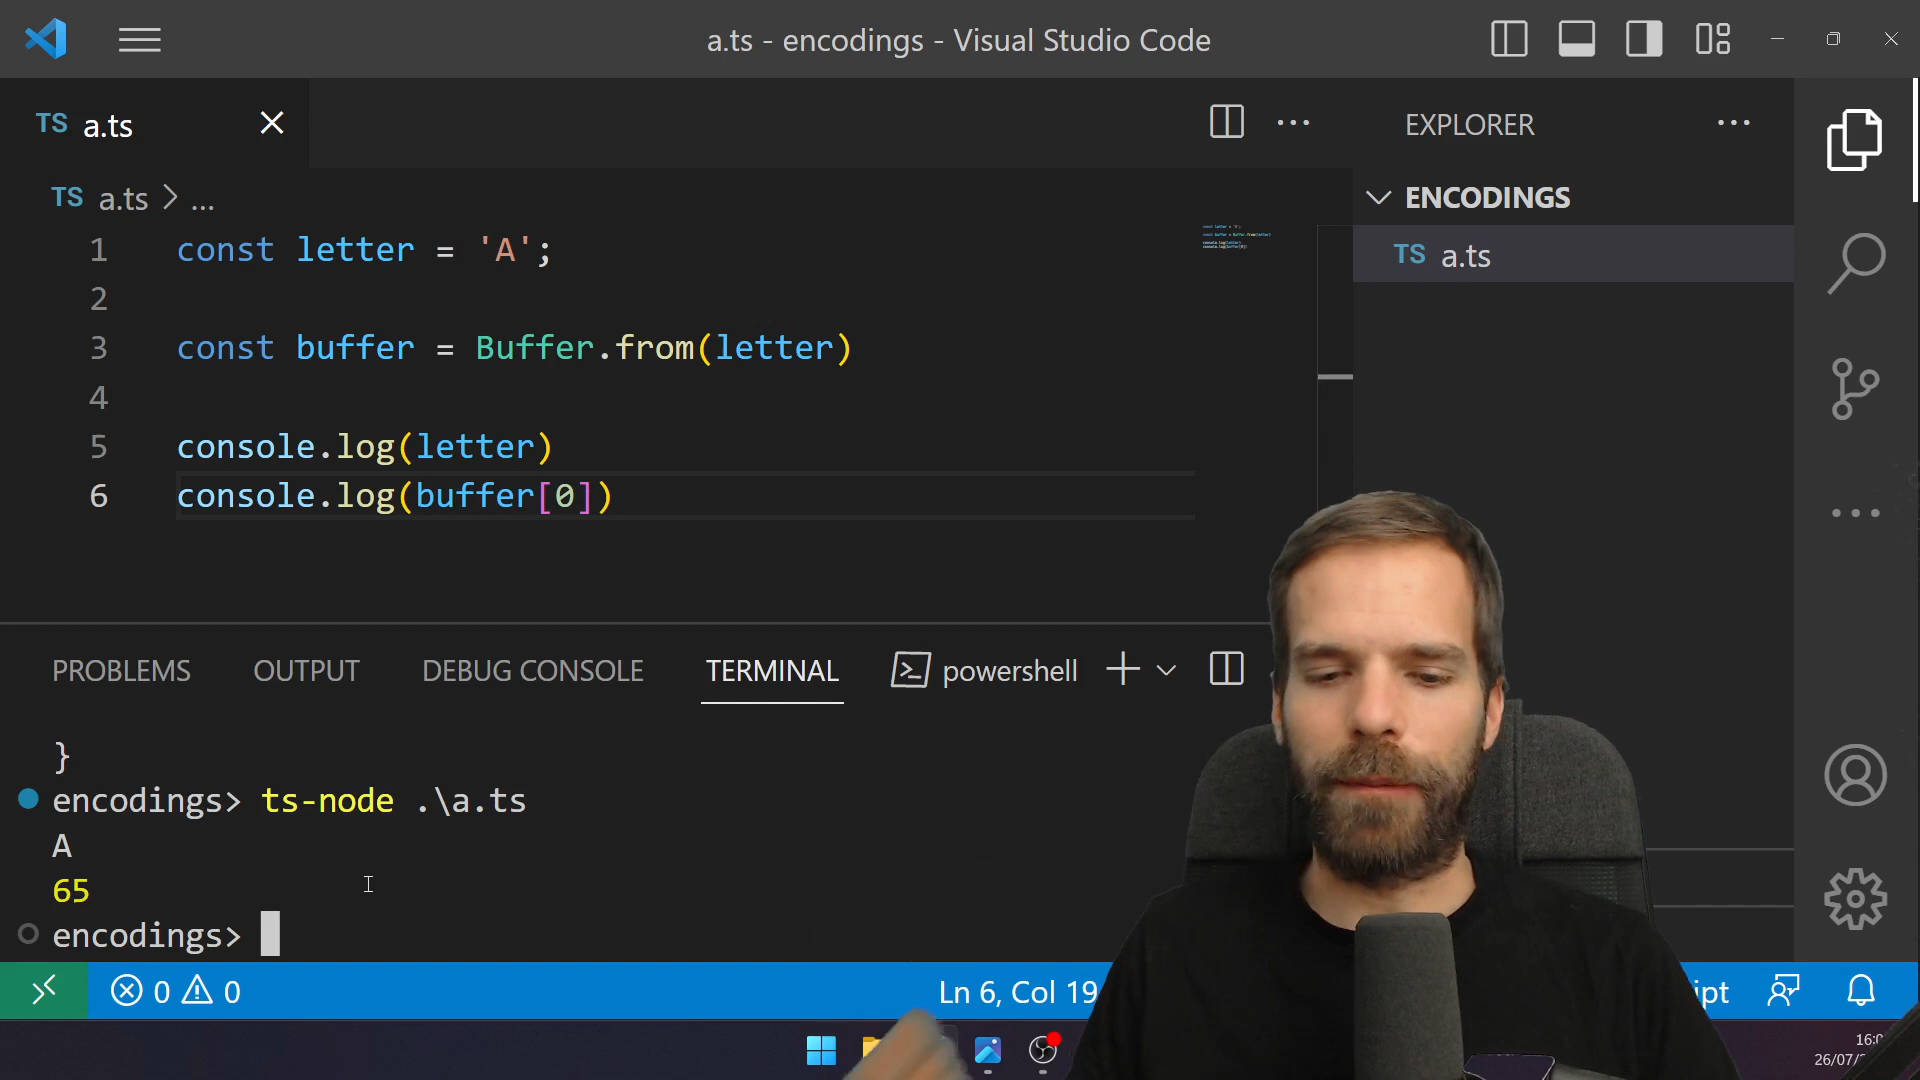 a.ts - encodings - Visual Studio Code
TS a.ts
TS a.ts > ...
1 const letter = 'A';
2
3 const buffer = Buffer.from(letter)
4
5 console.log(letter)
6 console.log(buffer[0])
EXPLORER
ENCODINGS
TS a.ts
PROBLEMS OUTPUT DEBUG CONSOLE TERMINAL powershell
}
encodings> ts-node .\a.ts
A
65
encodings>
0 0 Ln 6, Col 19